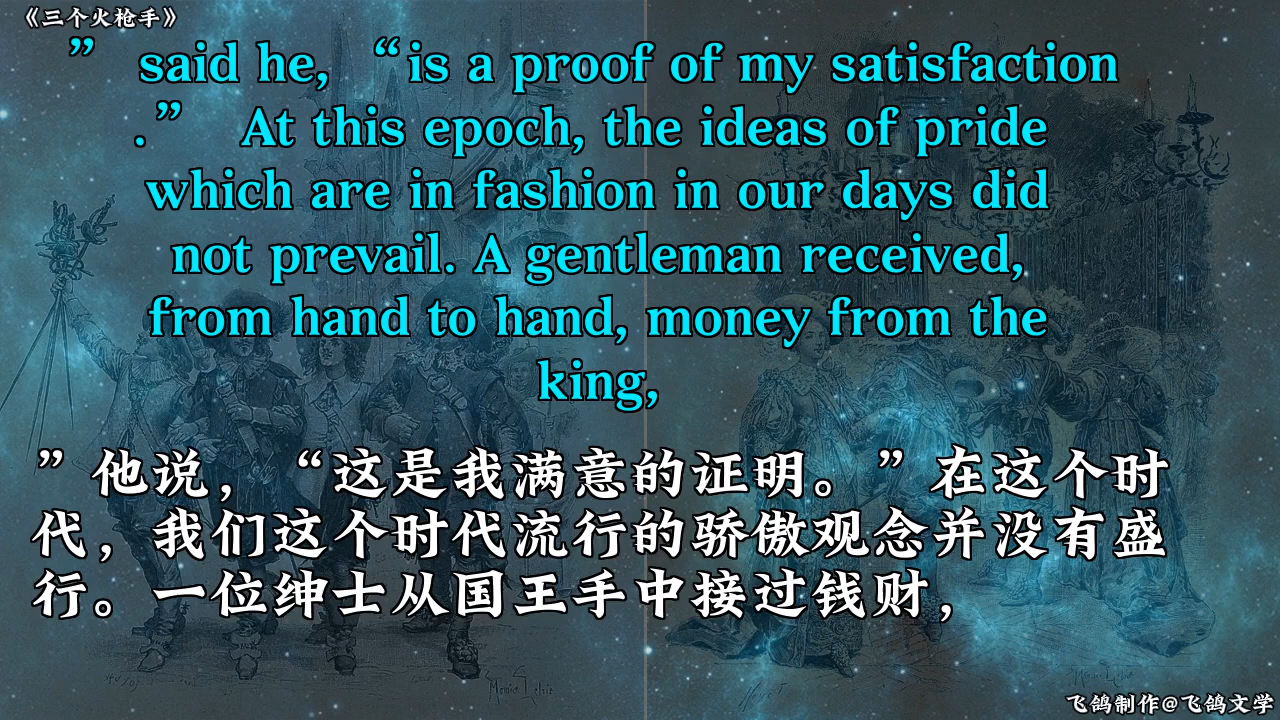 《三个火枪手》
” said he, “is a proof of my satisfaction
.” At this epoch, the ideas of pride
which are in fashion in our days did
not prevail. A gentleman received,
from hand to hand, money from the
king,
”他说，“这是我满意的证明。”在这个时
代，我们这个时代流行的骄傲观念并没有盛
行。一位绅士从国王手中接过钱财，
飞鸽制作@飞鸽文学